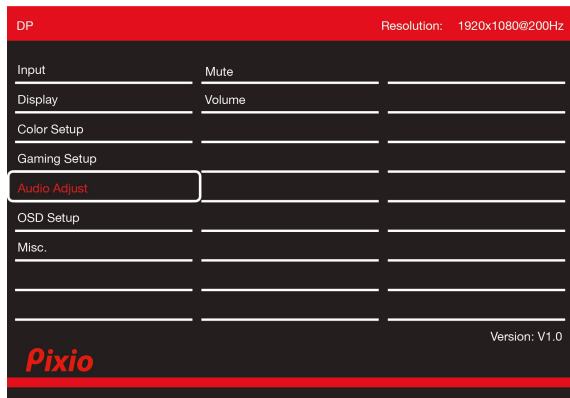 DP Resolution: 1920x1080@200Hz
Input Mute
Display Volume
Color Setup
Gaming Setup
Audio Adjust
OSD Setup
Misc.
Version: V1.0
Pixio